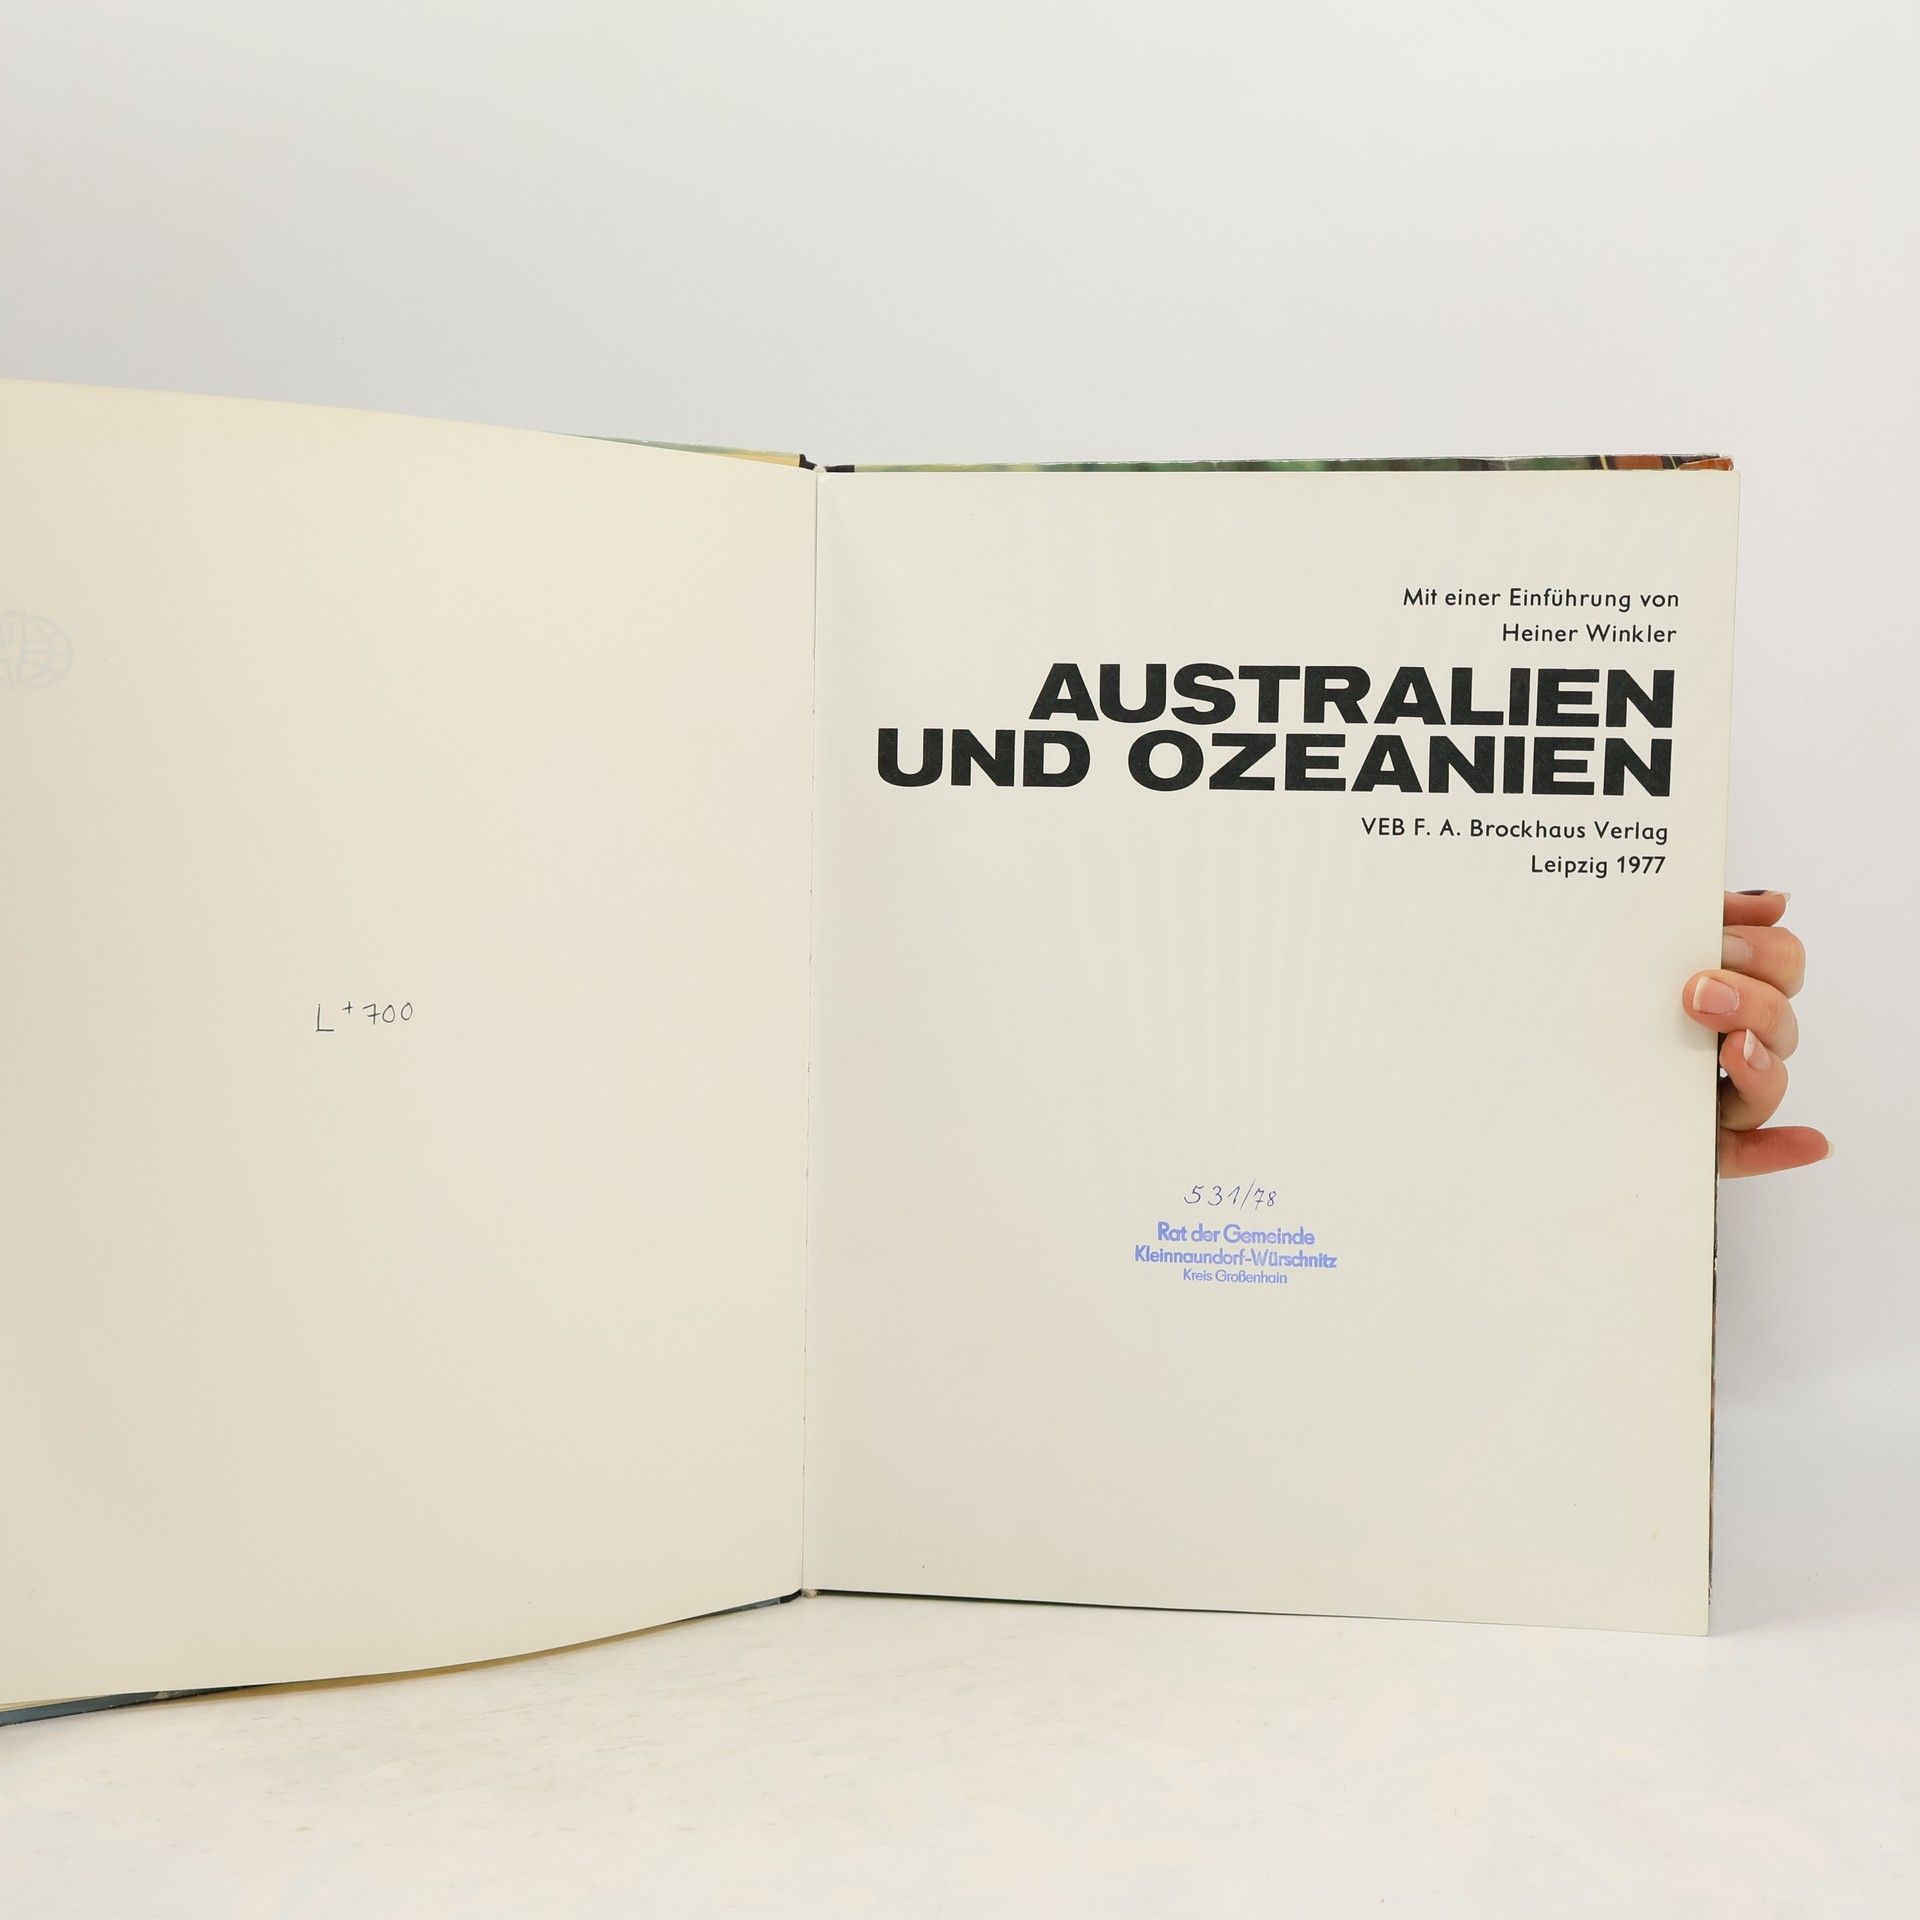 L + 700
Mit einer Einführung von
Heiner Winkler
AUSTRALIEN
UND OZEANIEN
VEB F. A. Brockhaus Verlag
Leipzig 1977
531/78
Rat der Gemeinde
Kleinnaundorf-Würschnitz
Kreis Großenhain